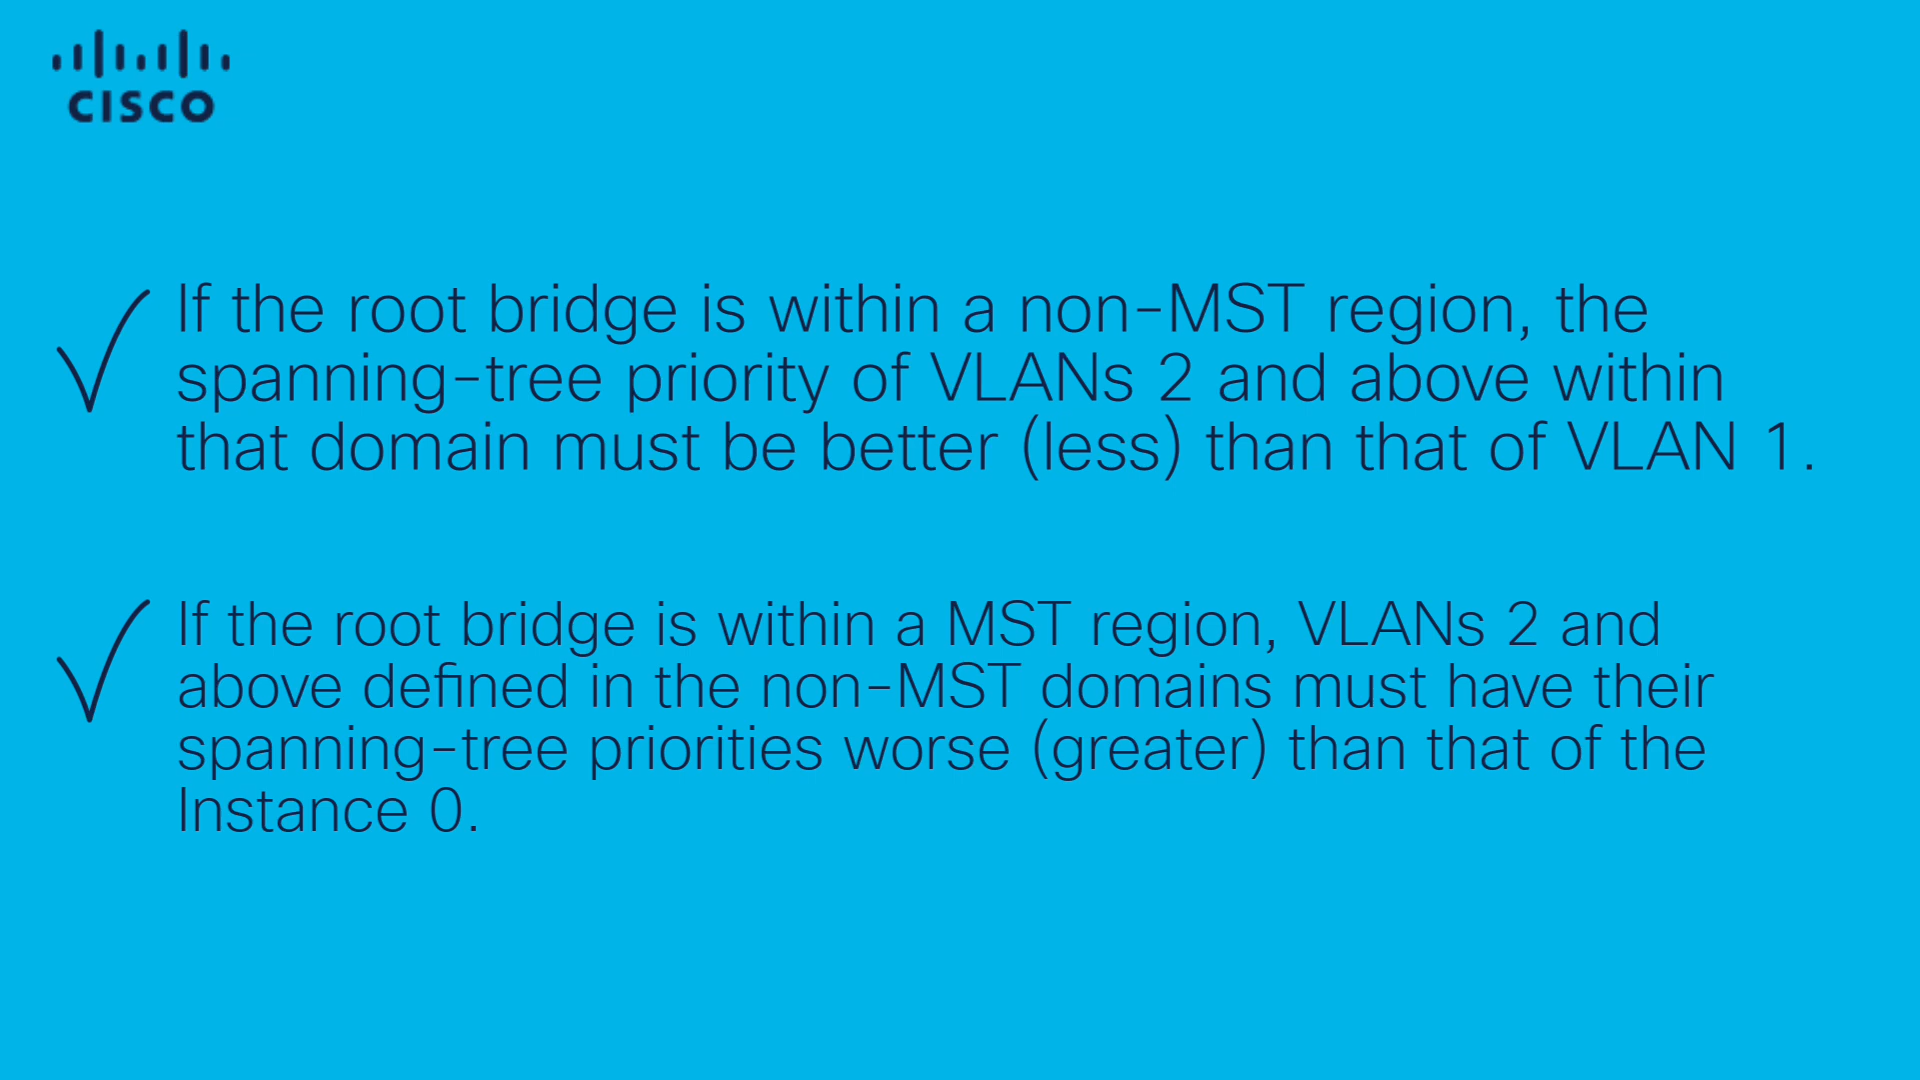 CISCO
If the root bridge is within a non-MST region, the
spanning-tree priority of VLANs 2 and above within
that domain must be better (less) than that of VLAN 1.
If the root bridge is within a MST region, VLANs 2 and
above defined in the non-MST domains must have their
spanning-tree priorities worse (greater) than that of the
Instance 0.